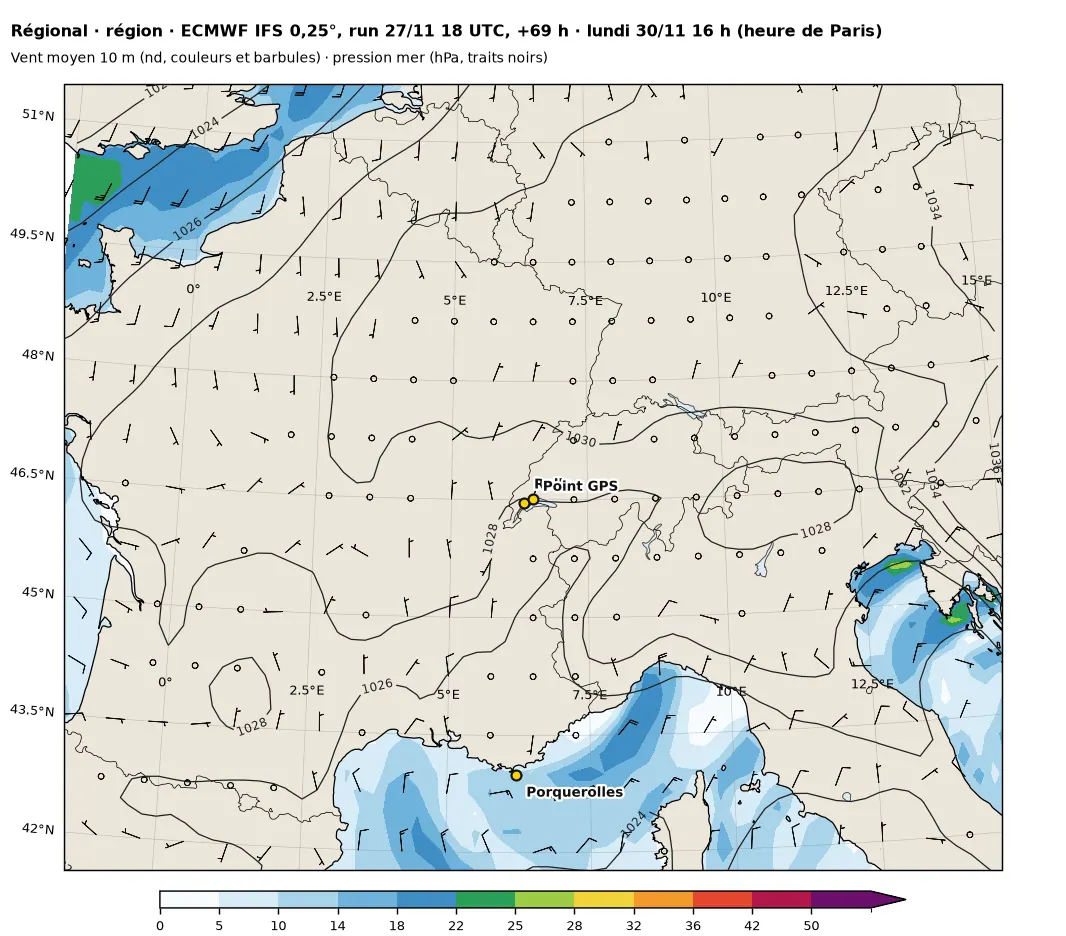 Régional · région · ECMWF IFS 0,25°, run 27/11 18 UTC, +69 h · lundi 30/11 16 h (heure de Paris)
Vent moyen 10 m (nd, couleurs et barbules) · pression mer (hPa, traits noirs)
51°N
1024
1026
49.5°N
1034
0°
2.5°E
5°E
7.5°E
10°E
12.5°E
15°E
48°N
1030
1036
46.5°N
Point GPS
1032
1034
1028
1028
45°N
0°
2.5°E
5°E
7.5°E
10°E
12.5°E
1026
43.5°N
1028
Porquerolles
1024
42°N
0
5
10
14
18
22
25
28
32
36
42
50